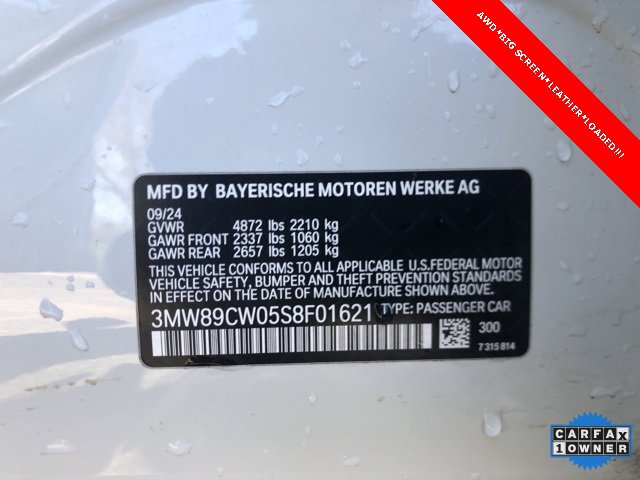 AWD*BIG SCREEN*LEATHER*LOADED!!!
MFD BY BAYERISCHE MOTOREN WERKE AG
09/24
GVWR 4872 lbs 2210 kg
GAWR FRONT 2337 lbs 1060 kg
GAWR REAR 2657 lbs 1205 kg
THIS VEHICLE CONFORMS TO ALL APPLICABLE U.S.FEDERAL MOTOR
VEHICLE SAFETY, BUMPER, AND THEFT PREVENTION STANDARDS
IN EFFECT ON THE DATE OF MANUFACTURE SHOWN ABOVE.
3MW89CW05S8F01621 TYPE: PASSENGER CAR
300
7 315 814
CARFAX
1 OWNER